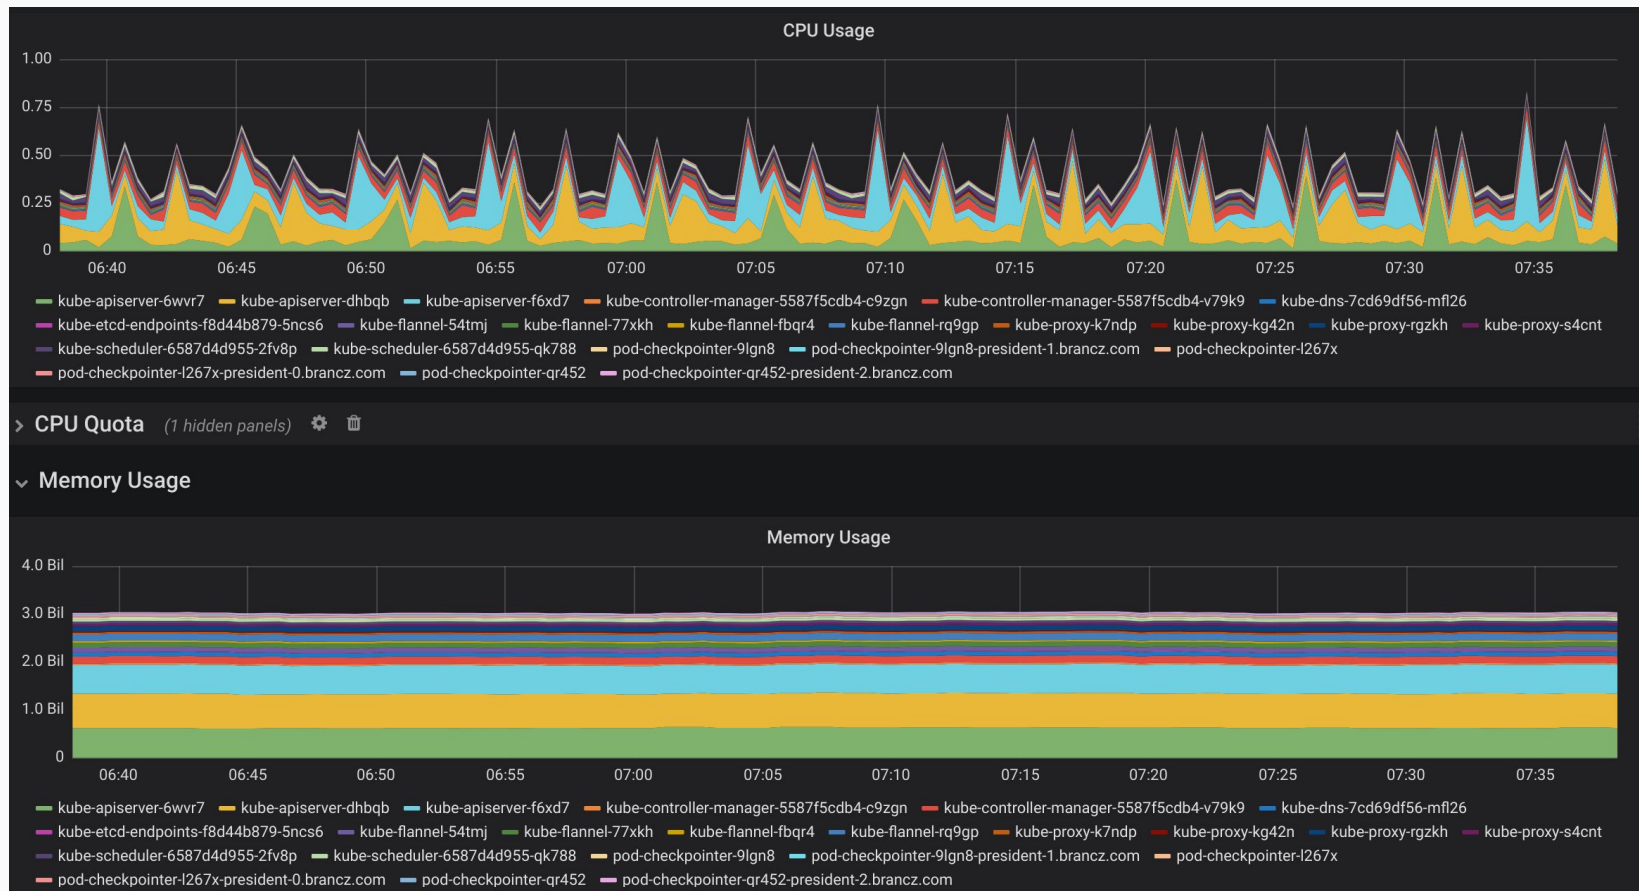 CPU Usage
1.00
0.75
0.50
0.25
0
06:40 06:45 06:50 06:55 07:00 07:05 07:10 07:15 07:20 07:25 07:30 07:35
kube-apiserver-6wvr7 kube-apiserver-dhbqb kube-apiserver-f6xd7 kube-controller-manager-5587f5cdb4-c9zgn kube-controller-manager-5587f5cdb4-v79k9 kube-dns-7cd69df56-mfl26
kube-etcd-endpoints-f8d44b879-5ncs6 kube-flannel-54tmj kube-flannel-77xkh kube-flannel-fbqr4 kube-flannel-rq9gp kube-proxy-k7ndp kube-proxy-kg42n kube-proxy-rgzkh kube-proxy-s4cnt
kube-scheduler-6587d4d955-2fv8p kube-scheduler-6587d4d955-qk788 pod-checkpointer-9lgn8 pod-checkpointer-9lgn8-president-1.brancz.com pod-checkpointer-l267x
pod-checkpointer-l267x-president-0.brancz.com pod-checkpointer-qr452 pod-checkpointer-qr452-president-2.brancz.com
CPU Quota (1 hidden panels)
Memory Usage
Memory Usage
4.0 Bil
3.0 Bil
2.0 Bil
1.0 Bil
0
06:40 06:45 06:50 06:55 07:00 07:05 07:10 07:15 07:20 07:25 07:30 07:35
kube-apiserver-6wvr7 kube-apiserver-dhbqb kube-apiserver-f6xd7 kube-controller-manager-5587f5cdb4-c9zgn kube-controller-manager-5587f5cdb4-v79k9 kube-dns-7cd69df56-mfl26
kube-etcd-endpoints-f8d44b879-5ncs6 kube-flannel-54tmj kube-flannel-77xkh kube-flannel-fbqr4 kube-flannel-rq9gp kube-proxy-k7ndp kube-proxy-kg42n kube-proxy-rgzkh kube-proxy-s4cnt
kube-scheduler-6587d4d955-2fv8p kube-scheduler-6587d4d955-qk788 pod-checkpointer-9lgn8 pod-checkpointer-9lgn8-president-1.brancz.com pod-checkpointer-l267x
pod-checkpointer-l267x-president-0.brancz.com pod-checkpointer-qr452 pod-checkpointer-qr452-president-2.brancz.com